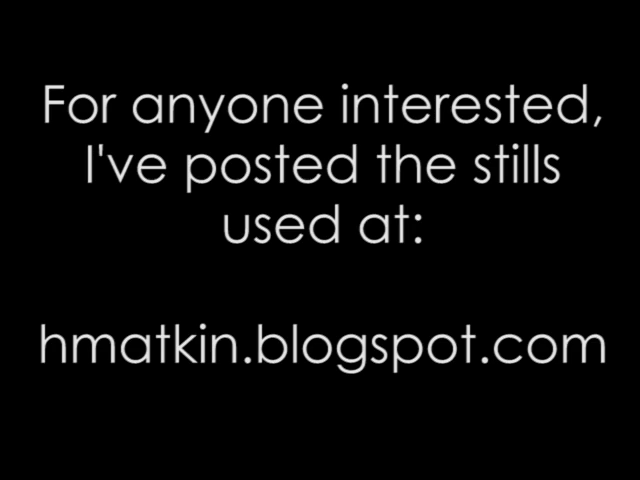 For anyone interested,
I've posted the stills
used at:
hmatkin.blogspot.com